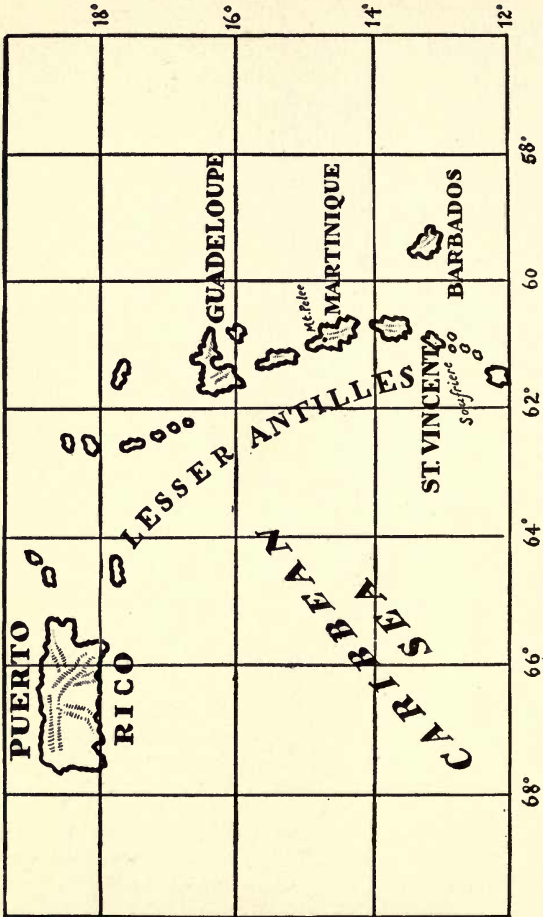 18°
16°
14°
12°
PUERTO
RICO
LESSER ANTILLES
GUADELOUPE
Mt. Pelee
MARTINIQUE
ST. VINCENT
Soufriere
BARBADOS
CARIBBEAN
SEA
68°
66°
64°
62°
60
58°